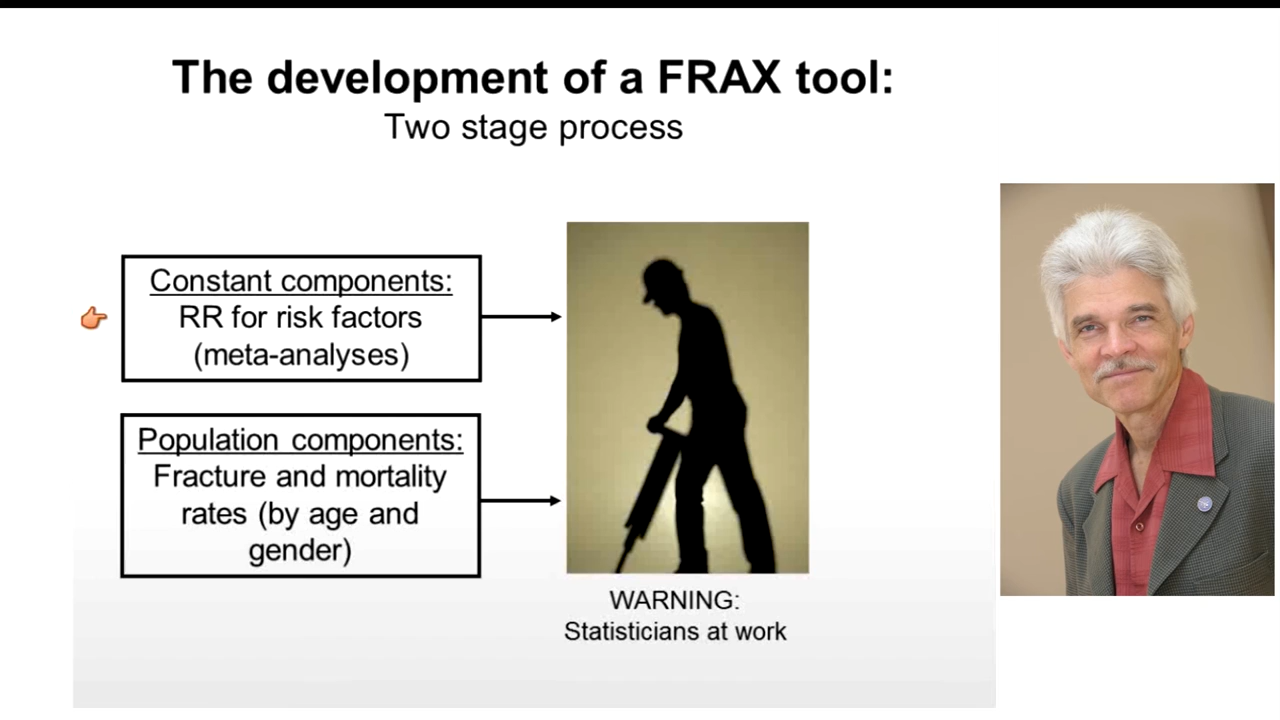 The development of a FRAX tool:
Two stage process
Constant components:
RR for risk factors
(meta-analyses)
Population components:
Fracture and mortality
rates (by age and
gender)
WARNING:
Statisticians at work